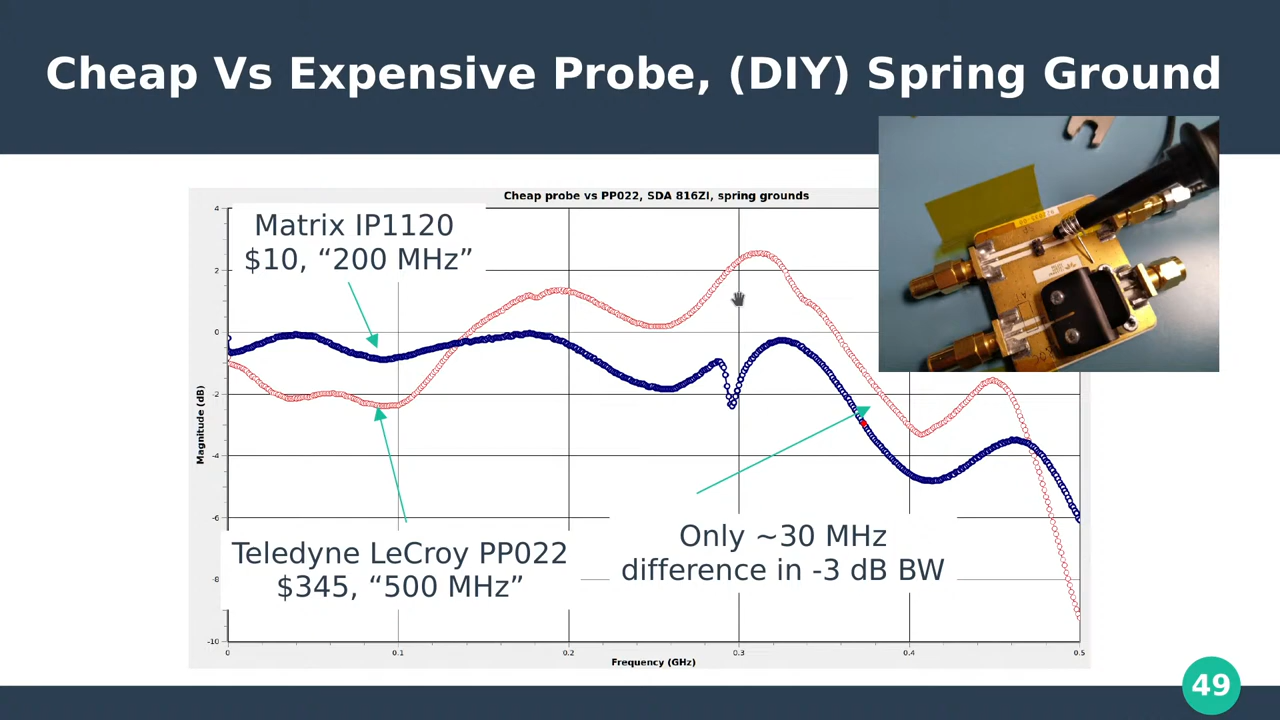 Cheap Vs Expensive Probe, (DIY) Spring Ground
Cheap probe vs PP022, SDA 816ZI, spring grounds
Matrix IP1120
$10, “200 MHz”
Magnitude (dB)
4
2
0
-2
-4
-6
-8
-10
Teledyne LeCroy PP022
$345, “500 MHz”
Only ~30 MHz
difference in -3 dB BW
0
0.1
0.2
0.3
0.4
0.5
Frequency (GHz)
49